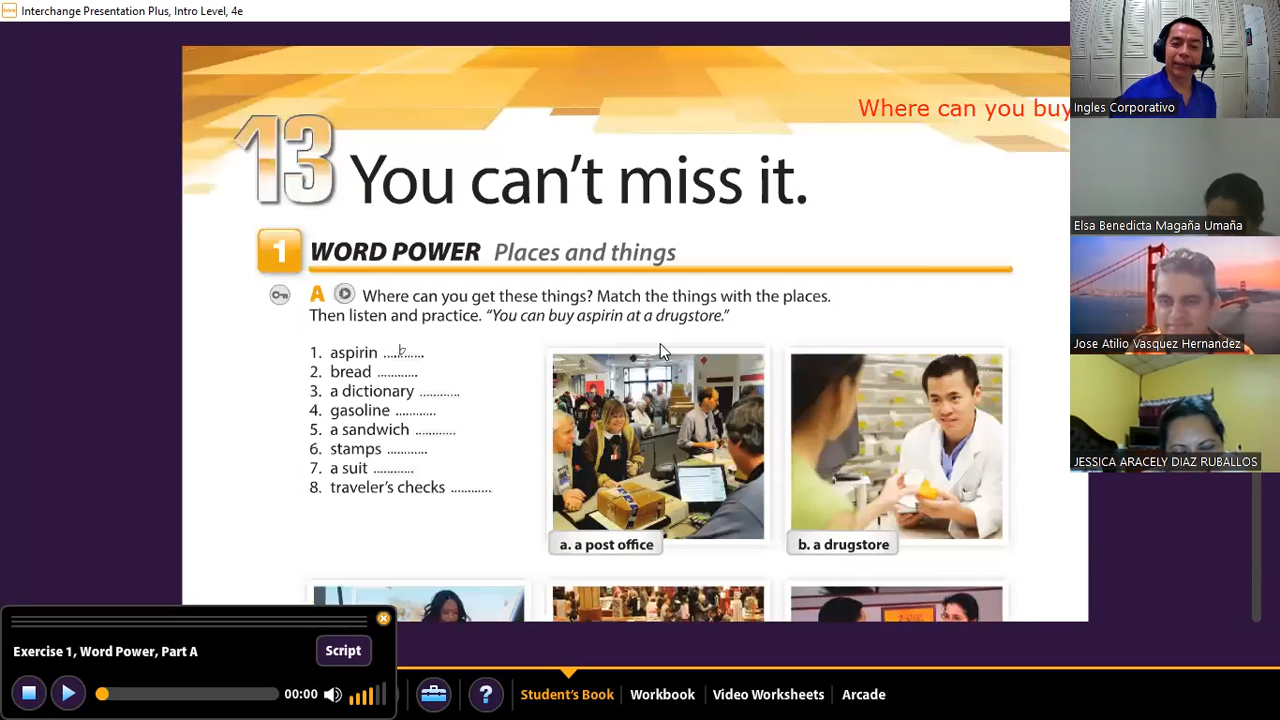 Interchange Presentation Plus, Intro Level, 4e
Where can you buy
13 You can't miss it.
1 WORD POWER Places and things
A Where can you get these things? Match the things with the places.
Then listen and practice. “You can buy aspirin at a drugstore.”
1. aspirin ....b.......
2. bread ............
3. a dictionary ............
4. gasoline ............
5. a sandwich ............
6. stamps ............
7. a suit ............
8. traveler's checks ............
a. a post office
b. a drugstore
Ingles Corporativo
Elsa Benedicta Magaña Umaña
Jose Atilio Vasquez Hernandez
JESSICA ARACELY DIAZ RUBALLOS
Exercise 1, Word Power, Part A
Script
00:00
?
Student's Book
Workbook
Video Worksheets
Arcade